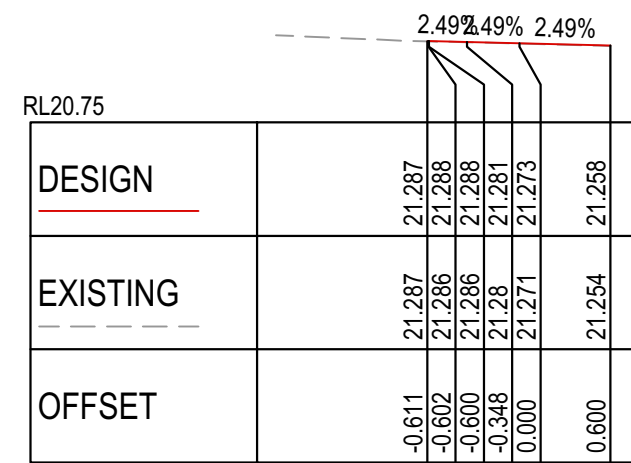 2.49% 2.49% 2.49%
RL20.75
DESIGN 21.287 21.288 21.288 21.281 21.273 21.258
EXISTING 21.287 21.286 21.286 21.28 21.271 21.254
OFFSET -0.611 -0.602 -0.600 -0.348 0.000 0.600